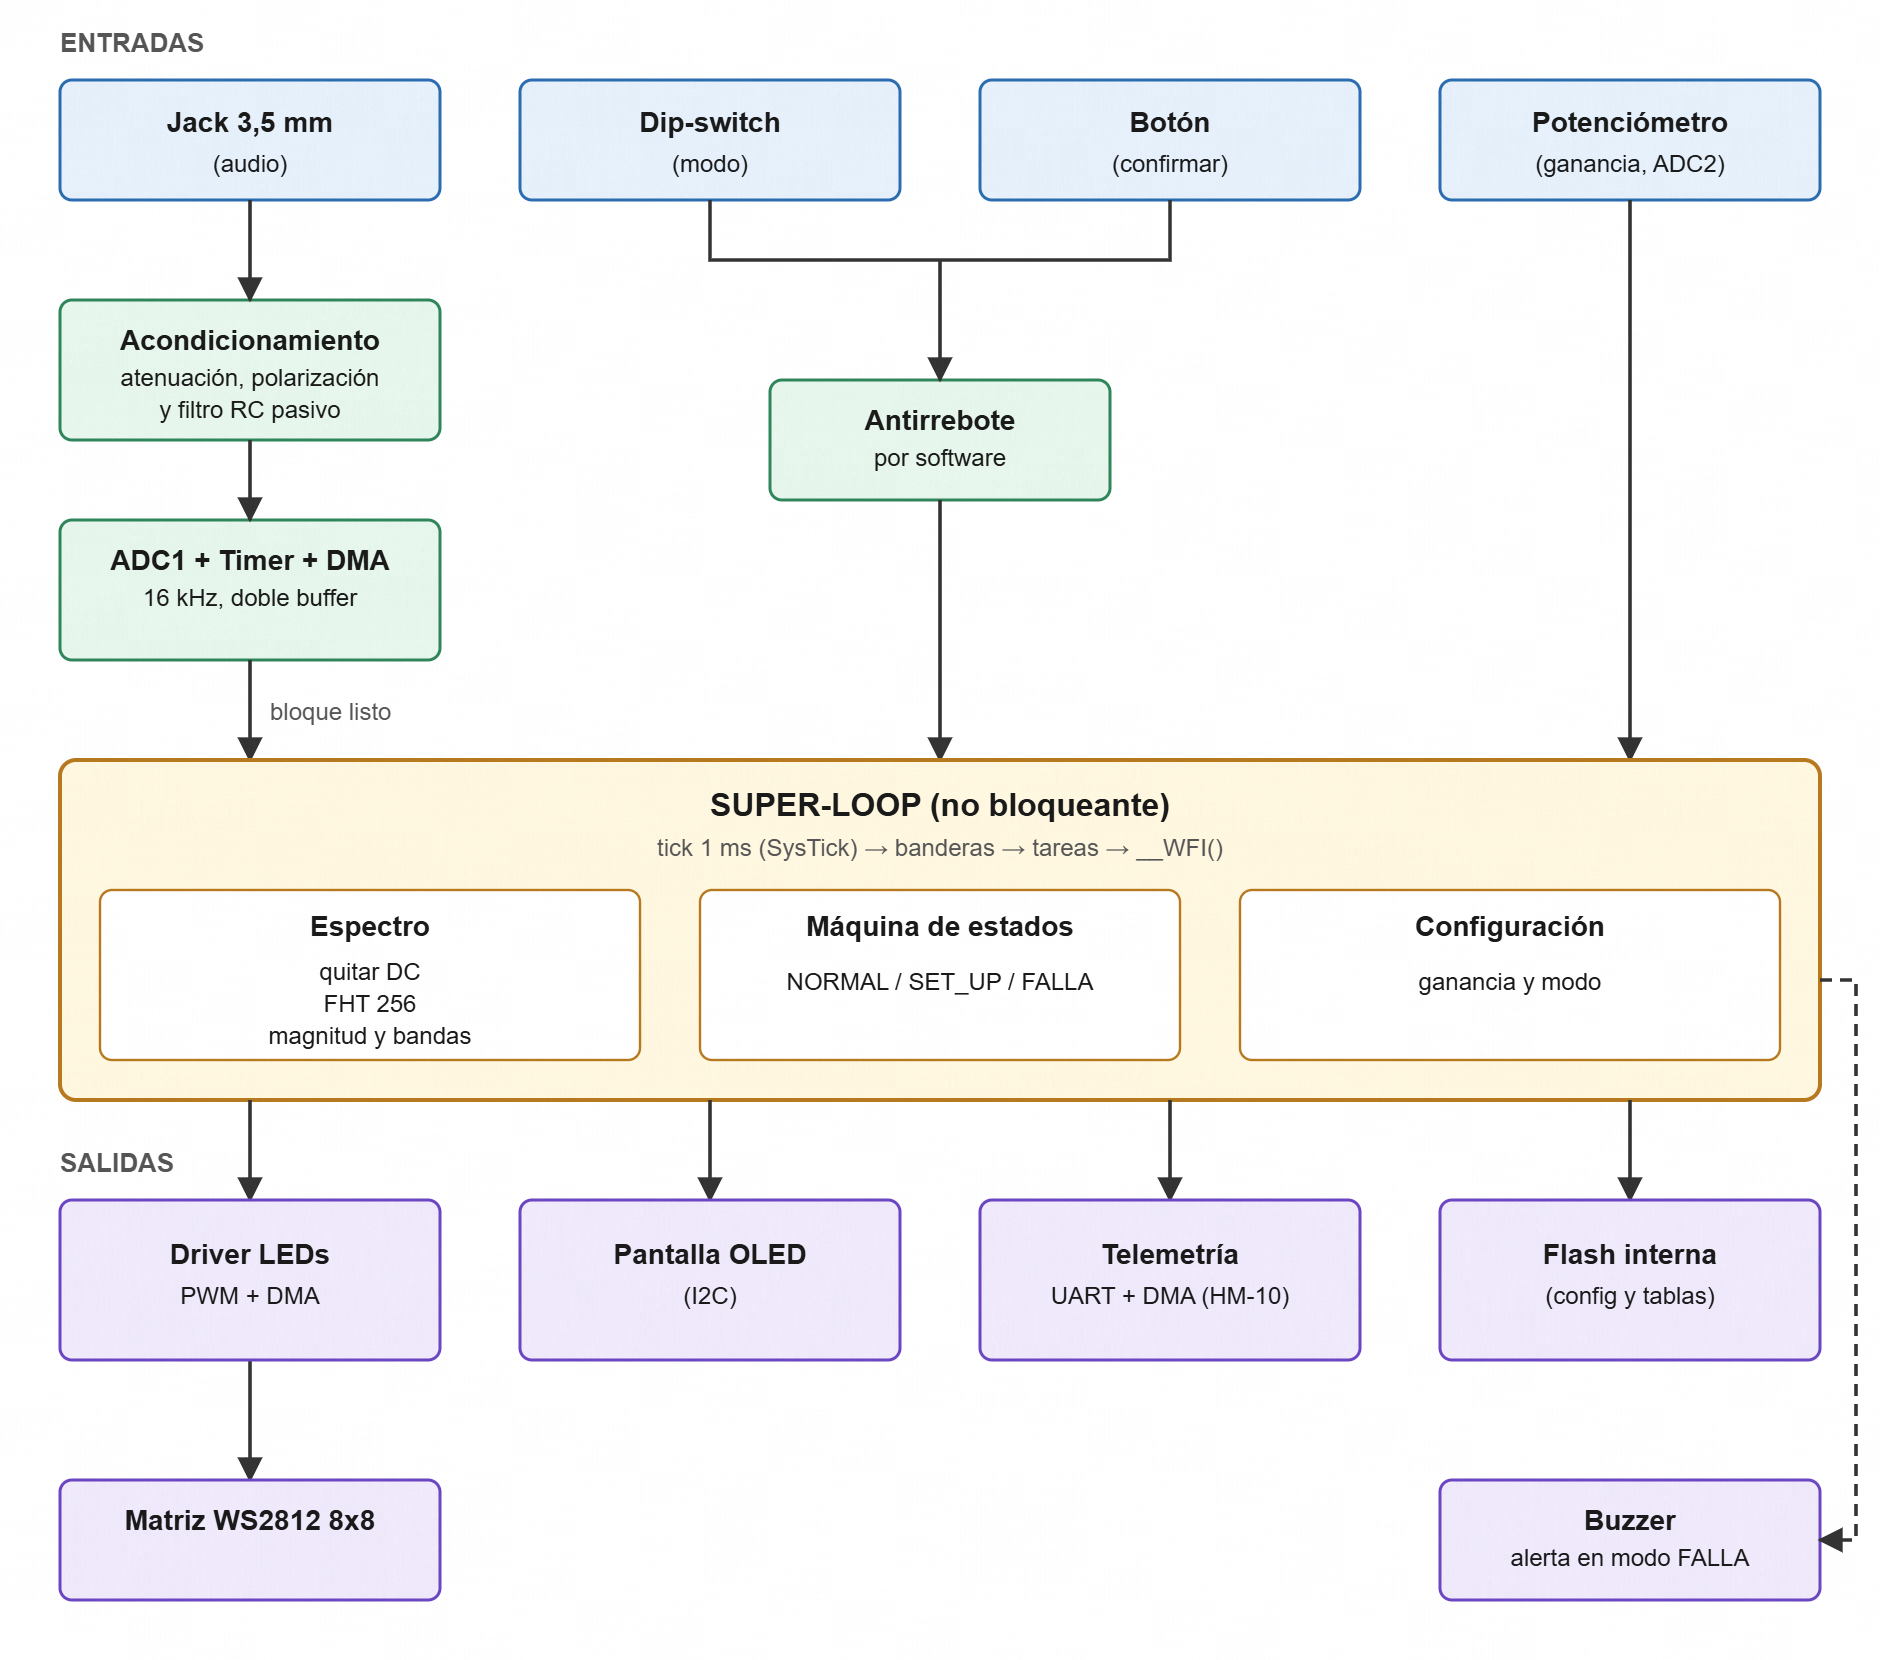 ENTRADAS
Jack 3,5 mm
(audio)
Dip-switch
(modo)
Botón
(confirmar)
Potenciómetro
(ganancia, ADC2)
Acondicionamiento
atenuación, polarización
y filtro RC pasivo
Antirrebote
por software
ADC1 + Timer + DMA
16 kHz, doble buffer
bloque listo
SUPER-LOOP (no bloqueante)
tick 1 ms (SysTick) → banderas → tareas → __WFI()
Espectro
quitar DC
FHT 256
magnitud y bandas
Máquina de estados
NORMAL / SET_UP / FALLA
Configuración
ganancia y modo
SALIDAS
Driver LEDs
PWM + DMA
Pantalla OLED
(I2C)
Telemetría
UART + DMA (HM-10)
Flash interna
(config y tablas)
Matriz WS2812 8x8
Buzzer
alerta en modo FALLA